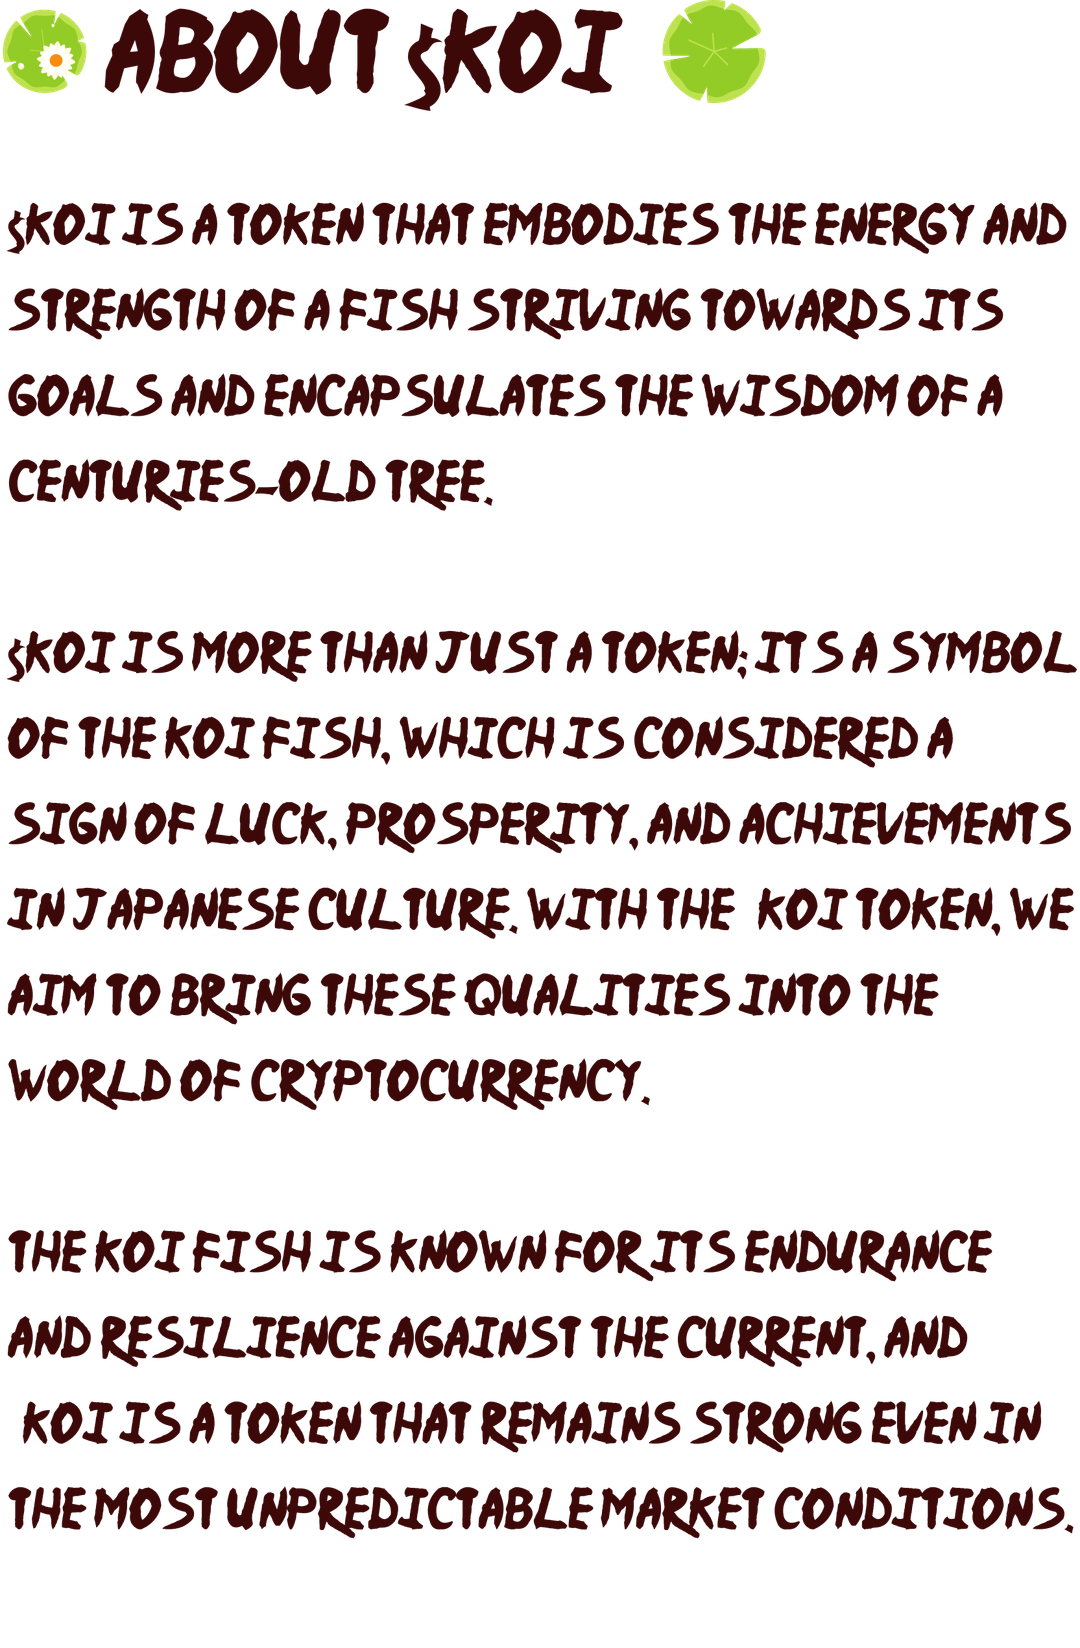 ABOUT $KOI
$KOI IS A TOKEN THAT EMBODIES THE ENERGY AND
STRENGTH OF A FISH STRIVING TOWARDS ITS
GOALS AND ENCAPSULATES THE WISDOM OF A
CENTURIES-OLD TREE.
$KOI IS MORE THAN JUST A TOKEN; ITS A SYMBOL
OF THE KOI FISH, WHICH IS CONSIDERED A
SIGN OF LUCK, PROSPERITY, AND ACHIEVEMENTS
IN JAPANESE CULTURE. WITH THE KOI TOKEN, WE
AIM TO BRING THESE QUALITIES INTO THE
WORLD OF CRYPTOCURRENCY.
THE KOI FISH IS KNOWN FOR ITS ENDURANCE
AND RESILIENCE AGAINST THE CURRENT, AND
KOI IS A TOKEN THAT REMAINS STRONG EVEN IN
THE MOST UNPREDICTABLE MARKET CONDITIONS.